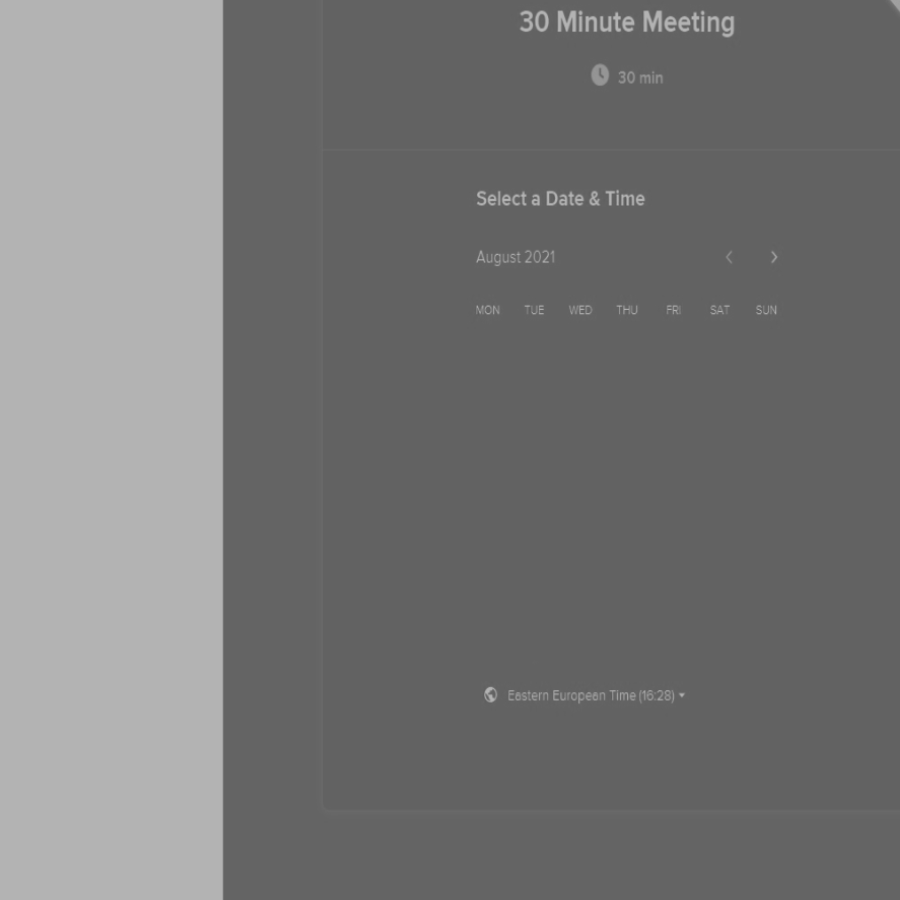 30 Minute Meeting
30 min
Select a Date & Time
August 2021
MON TUE WED THU FRI SAT SUN
Eastern European Time (16:28)